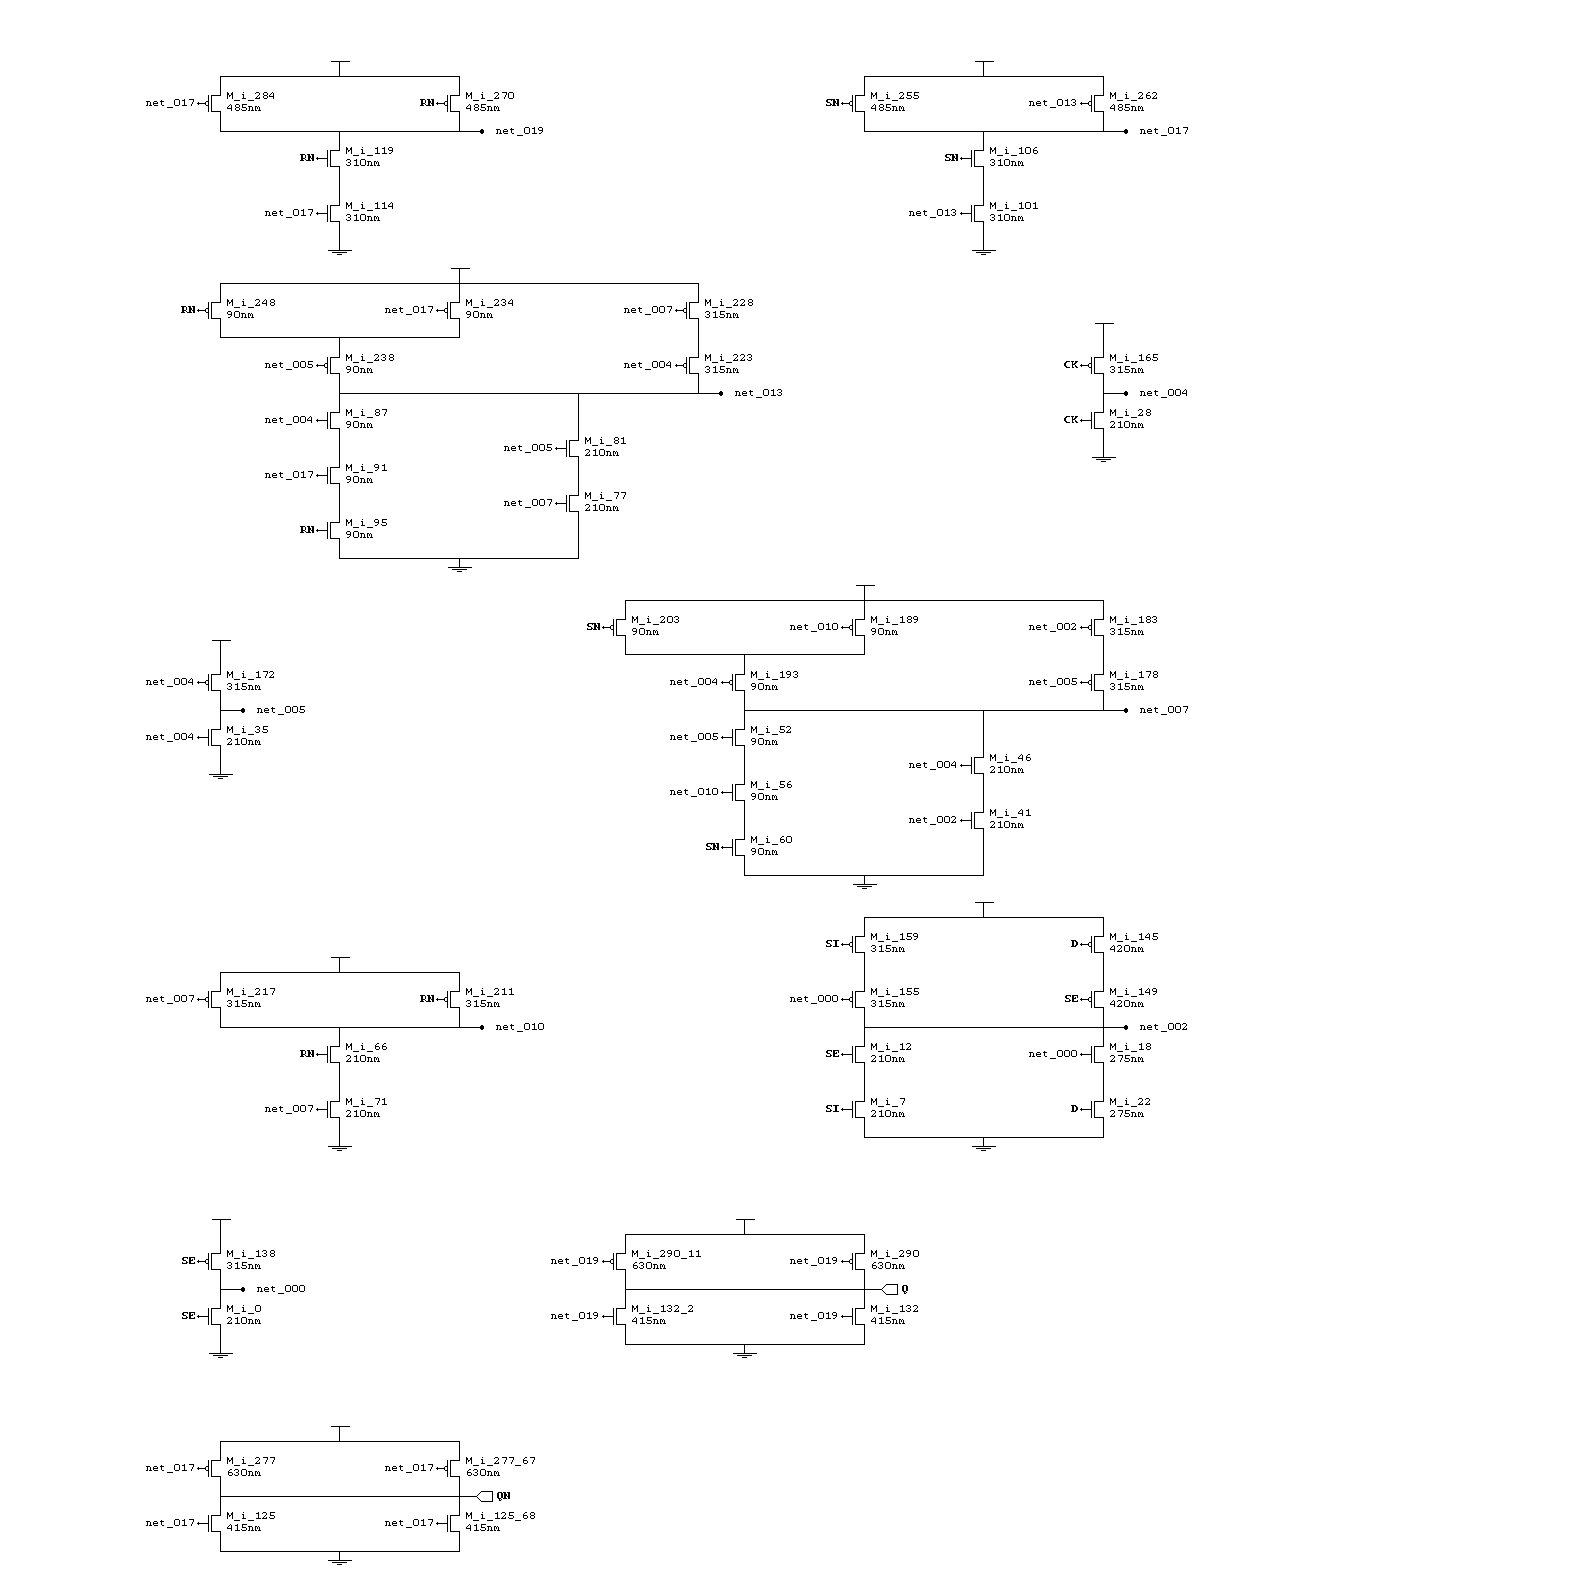 net_017 M_i_284 485nm
RN M_i_270 485nm
net_019
RN M_i_119 310nm
net_017 M_i_114 310nm
SN M_i_255 485nm
net_013 M_i_262 485nm
net_017
SN M_i_106 310nm
net_013 M_i_101 310nm
RN M_i_248 90nm
net_017 M_i_234 90nm
net_007 M_i_228 315nm
net_005 M_i_238 90nm
net_004 M_i_223 315nm
net_013
net_004 M_i_87 90nm
net_005 M_i_81 210nm
net_017 M_i_91 90nm
net_007 M_i_77 210nm
RN M_i_95 90nm
CK M_i_165 315nm
net_004
CK M_i_28 210nm
net_004 M_i_172 315nm
net_005
net_004 M_i_35 210nm
SN M_i_203 90nm
net_010 M_i_189 90nm
net_002 M_i_183 315nm
net_004 M_i_193 90nm
net_005 M_i_178 315nm
net_007
net_005 M_i_52 90nm
net_004 M_i_46 210nm
net_010 M_i_56 90nm
net_002 M_i_41 210nm
SN M_i_60 90nm
net_007 M_i_217 315nm
RN M_i_211 315nm
net_010
RN M_i_66 210nm
net_007 M_i_71 210nm
SI M_i_159 315nm
D M_i_145 420nm
net_000 M_i_155 315nm
SE M_i_149 420nm
net_002
SE M_i_12 210nm
net_000 M_i_18 275nm
SI M_i_7 210nm
D M_i_22 275nm
SE M_i_138 315nm
net_000
SE M_i_0 210nm
net_019 M_i_290_11 630nm
net_019 M_i_290 630nm
Q
net_019 M_i_132_2 415nm
net_019 M_i_132 415nm
net_017 M_i_277 630nm
net_017 M_i_277_67 630nm
QN
net_017 M_i_125 415nm
net_017 M_i_125_68 415nm